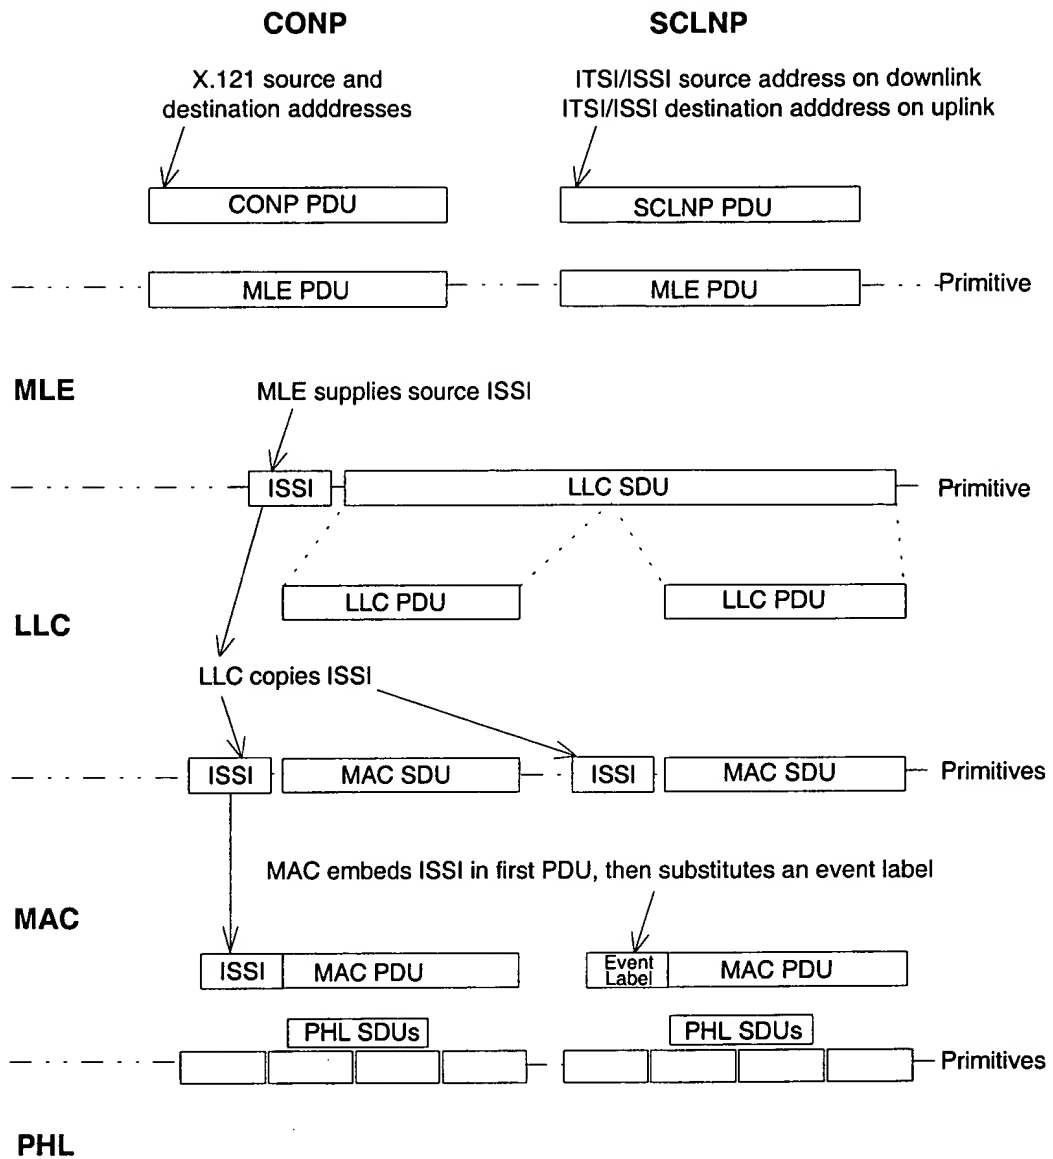 CONP
SCLNP
X.121 source and
destination adddresses
ITSI/ISSI source address on downlink
ITSI/ISSI destination adddress on uplink
CONP PDU
SCLNP PDU
MLE PDU
MLE PDU
Primitive
MLE
MLE supplies source ISSI
ISSI
LLC SDU
Primitive
LLC PDU
LLC PDU
LLC
LLC copies ISSI
ISSI
MAC SDU
ISSI
MAC SDU
Primitives
MAC embeds ISSI in first PDU, then substitutes an event label
MAC
ISSI
MAC PDU
Event
Label
MAC PDU
PHL SDUs
PHL SDUs
Primitives
PHL